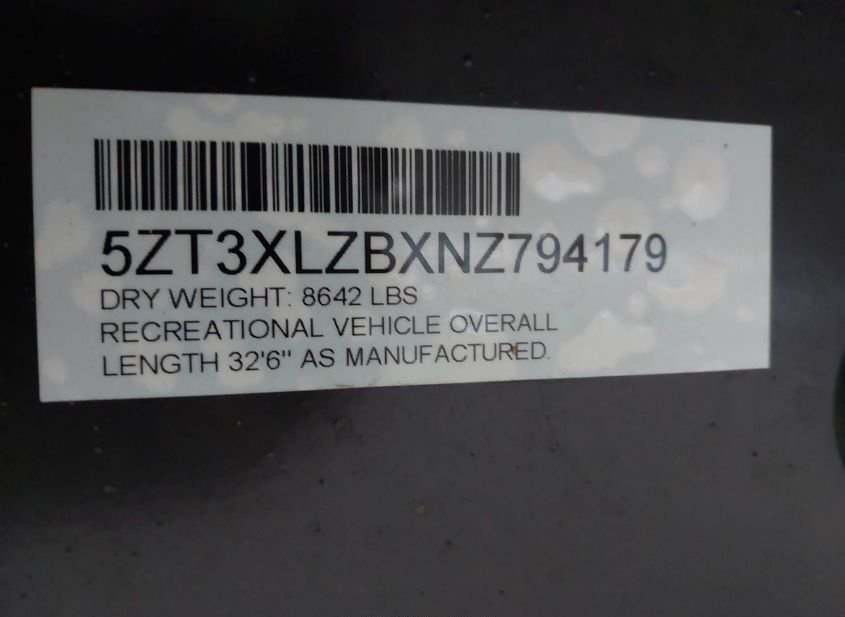 5ZT3XLZBXNZ794179
DRY WEIGHT: 8642 LBS
RECREATIONAL VEHICLE OVERALL
LENGTH 32'6" AS MANUFACTURED.